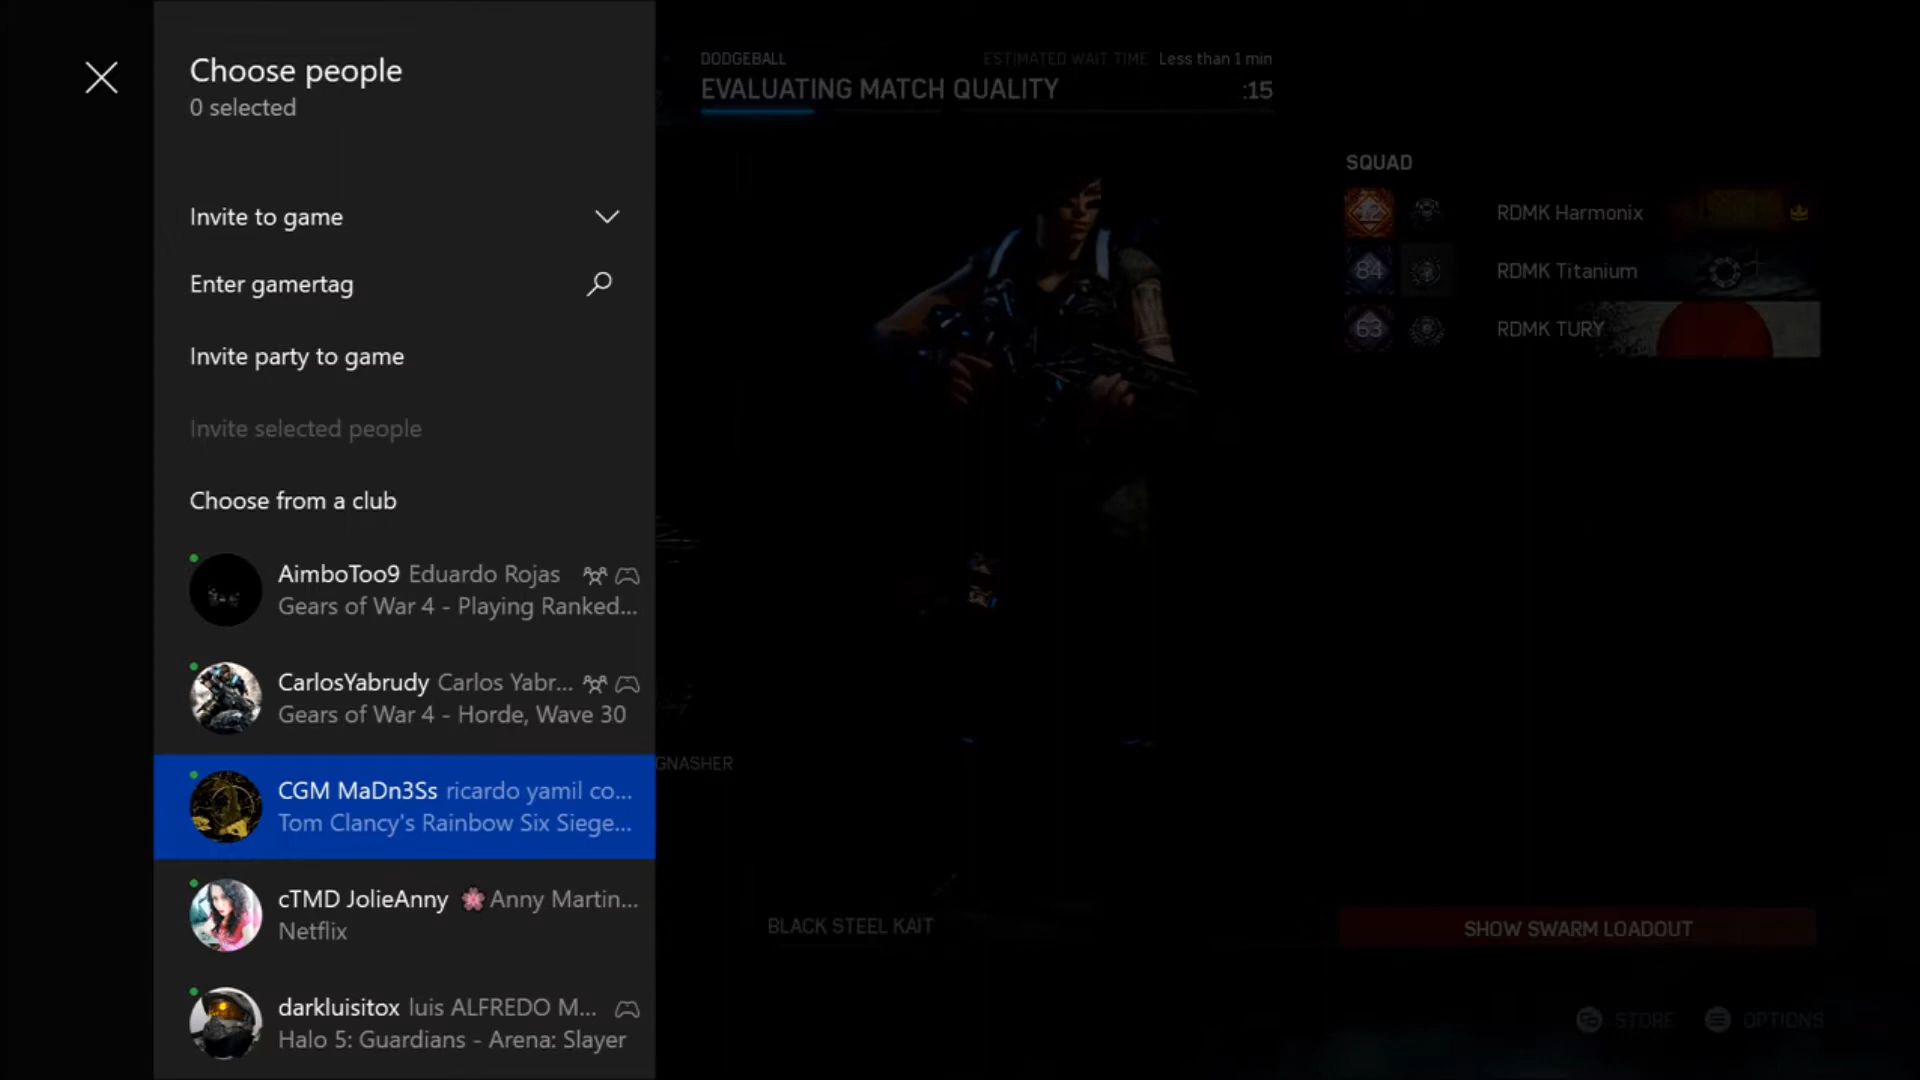 Choose people
0 selected
Invite to game
Enter gamertag
Invite party to game
Invite selected people
Choose from a club
AimboToo9 Eduardo Rojas
Gears of War 4 - Playing Ranked...
CarlosYabrudy Carlos Yabr...
Gears of War 4 - Horde, Wave 30
CGM MaDn3Ss ricardo yamil co...
Tom Clancy's Rainbow Six Siege...
cTMD JolieAnny 🌸 Anny Martin...
Netflix
darkluisitox luis ALFREDO M...
Halo 5: Guardians - Arena: Slayer
DODGEBALL
ESTIMATED WAIT TIME Less than 1 min
EVALUATING MATCH QUALITY :15
SQUAD
12 RDMK Harmonix
84 RDMK Titanium
63 RDMK TURY
GNASHER
BLACK STEEL KAIT
SHOW SWARM LOADOUT
STORE OPTIONS